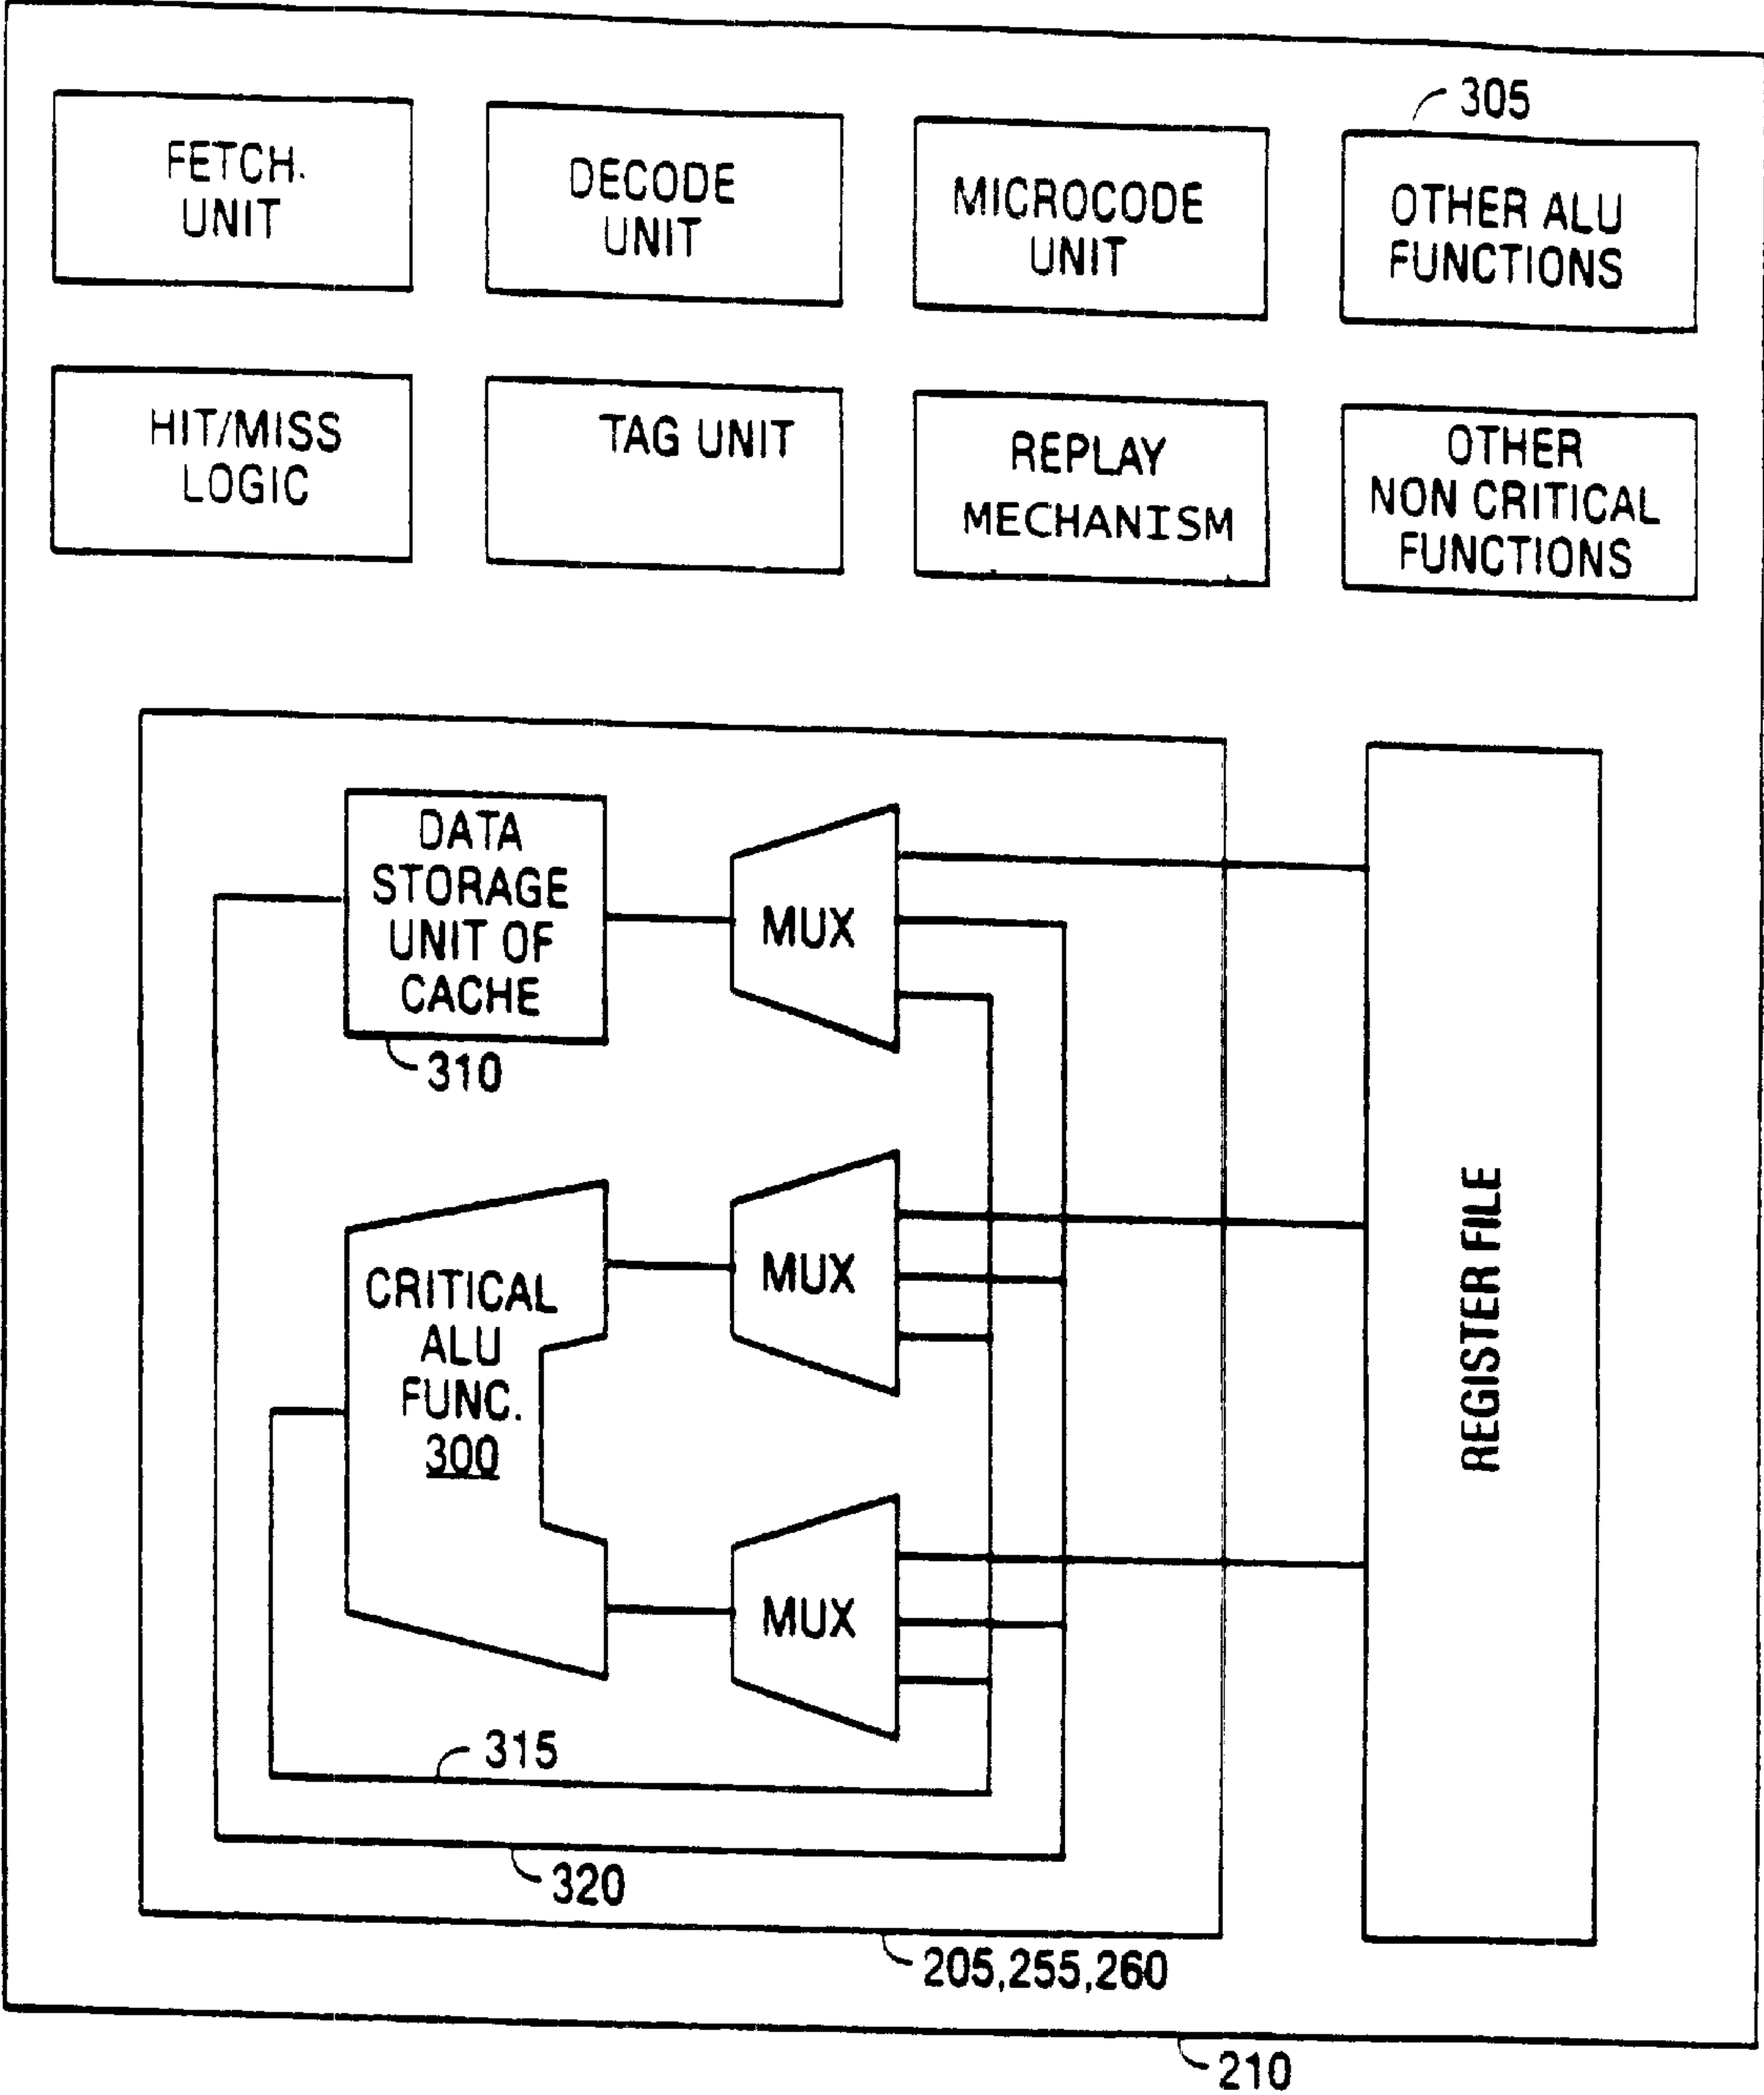 305
FETCH.
UNIT
DECODE
UNIT
MICROCODE
UNIT
OTHER ALU
FUNCTIONS
HIT/MISS
LOGIC
TAG UNIT
REPLAY
MECHANISM
OTHER
NON CRITICAL
FUNCTIONS
DATA
STORAGE
UNIT OF
CACHE
310
MUX
CRITICAL
ALU
FUNC.
300
MUX
MUX
REGISTER FILE
315
320
205,255,260
210